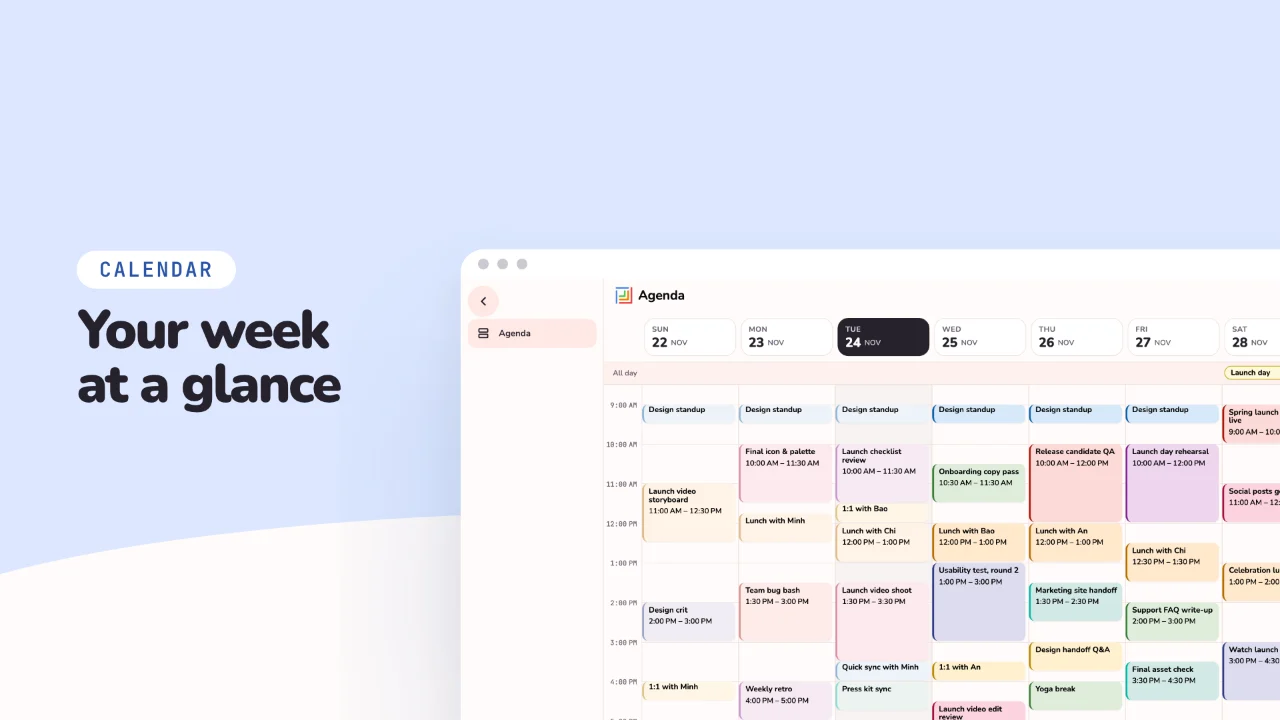 CALENDAR
Your week
at a glance
Agenda
Agenda
SUN
22 NOV
MON
23 NOV
TUE
24 NOV
WED
25 NOV
THU
26 NOV
FRI
27 NOV
SAT
28 NOV
All day
Launch day
9:00 AM
10:00 AM
11:00 AM
12:00 PM
1:00 PM
2:00 PM
3:00 PM
4:00 PM
Design standup
Launch video
storyboard
11:00 AM – 12:30 PM
Design crit
2:00 PM – 3:00 PM
1:1 with Minh
Design standup
Final icon & palette
10:00 AM – 11:30 AM
Lunch with Minh
Team bug bash
1:30 PM – 3:00 PM
Weekly retro
4:00 PM – 5:00 PM
Design standup
Launch checklist
review
10:00 AM – 11:30 AM
1:1 with Bao
Lunch with Chi
12:00 PM – 1:00 PM
Launch video shoot
1:30 PM – 3:30 PM
Quick sync with Minh
Press kit sync
Design standup
Onboarding copy pass
10:30 AM – 11:30 AM
Lunch with Bao
12:00 PM – 1:00 PM
Usability test, round 2
1:00 PM – 3:00 PM
1:1 with An
Launch video edit
review
Design standup
Release candidate QA
10:00 AM – 12:00 PM
Lunch with An
12:00 PM – 1:00 PM
Marketing site handoff
1:30 PM – 2:30 PM
Design handoff Q&A
Yoga break
Design standup
Launch day rehearsal
10:00 AM – 12:00 PM
Lunch with Chi
12:30 PM – 1:30 PM
Support FAQ write-up
2:00 PM – 3:00 PM
Final asset check
3:30 PM – 4:30 PM
Spring launch
live
9:00 AM – 10:0
Social posts g
11:00 AM – 12:
Celebration lu
1:00 PM – 2:00
Watch launch
3:00 PM – 4:30